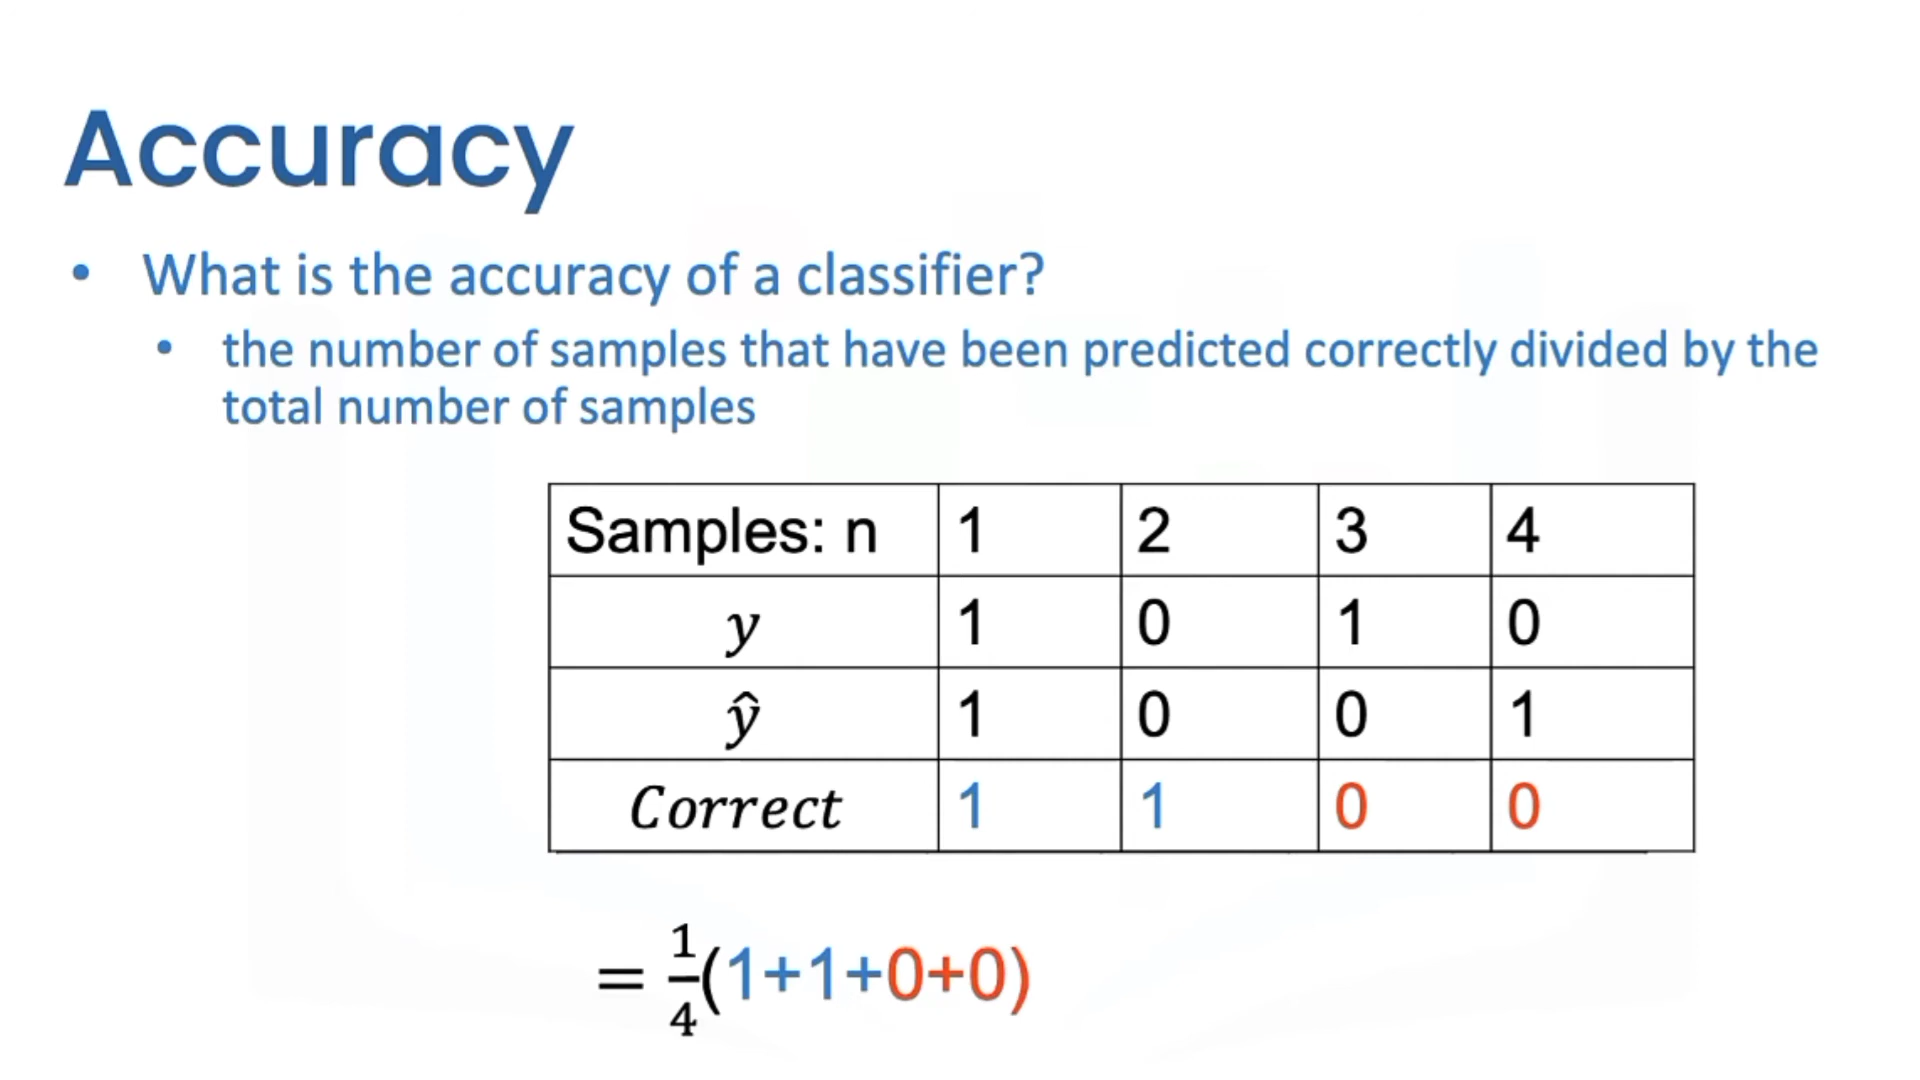 Accuracy
• What is the accuracy of a classifier?
• the number of samples that have been predicted correctly divided by the
total number of samples
Samples: n 1 2 3 4
y 1 0 1 0
ŷ 1 0 0 1
Correct 1 1 0 0
= 1/4 (1+1+0+0)